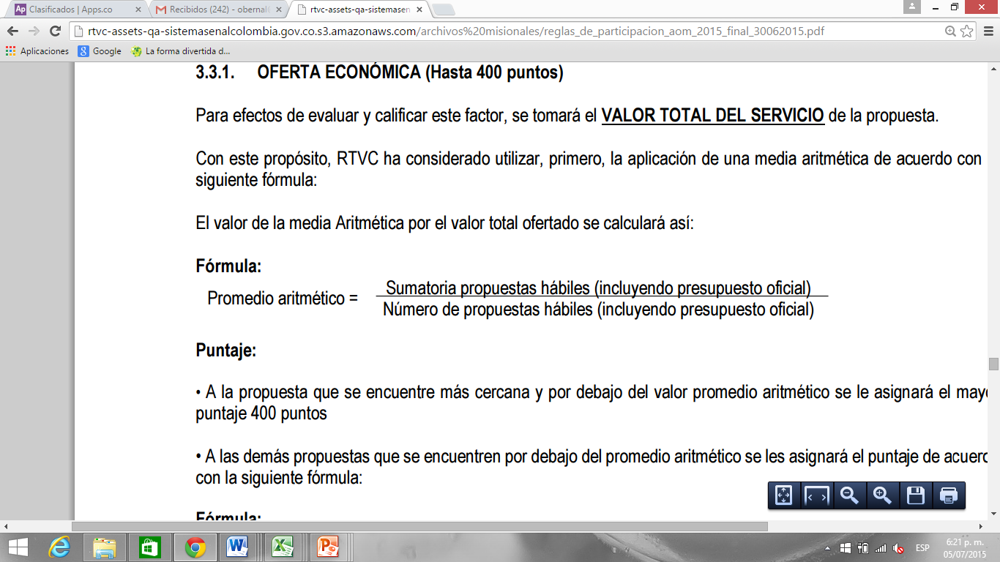 Clasificados | Apps.co
Recibidos (242) - obernal
rtvc-assets-qa-sistemasen
rtvc-assets-qa-sistemasenalcolombia.gov.co.s3.amazonaws.com/archivos%20misionales/reglas_de_participacion_aom_2015_final_30062015.pdf
Aplicaciones
Google
La forma divertida d...
3.3.1. OFERTA ECONÓMICA (Hasta 400 puntos)
Para efectos de evaluar y calificar este factor, se tomará el VALOR TOTAL DEL SERVICIO de la propuesta.
Con este propósito, RTVC ha considerado utilizar, primero, la aplicación de una media aritmética de acuerdo con
siguiente fórmula:
El valor de la media Aritmética por el valor total ofertado se calculará así:
Fórmula:
Promedio aritmético = Sumatoria propuestas hábiles (incluyendo presupuesto oficial)
Número de propuestas hábiles (incluyendo presupuesto oficial)
Puntaje:
• A la propuesta que se encuentre más cercana y por debajo del valor promedio aritmético se le asignará el mayo
puntaje 400 puntos
• A las demás propuestas que se encuentren por debajo del promedio aritmético se les asignará el puntaje de acuerd
con la siguiente fórmula:
Fórmula:
ESP
6:21 p. m.
05/07/2015